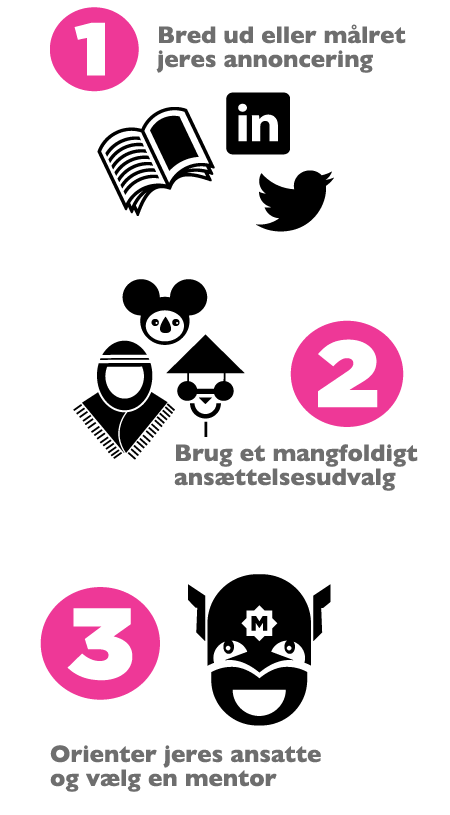 1
Bred ud eller målret
jeres annoncering
in
2
Brug et mangfoldigt
ansættelsesudvalg
3
M
Orienter jeres ansatte
og vælg en mentor